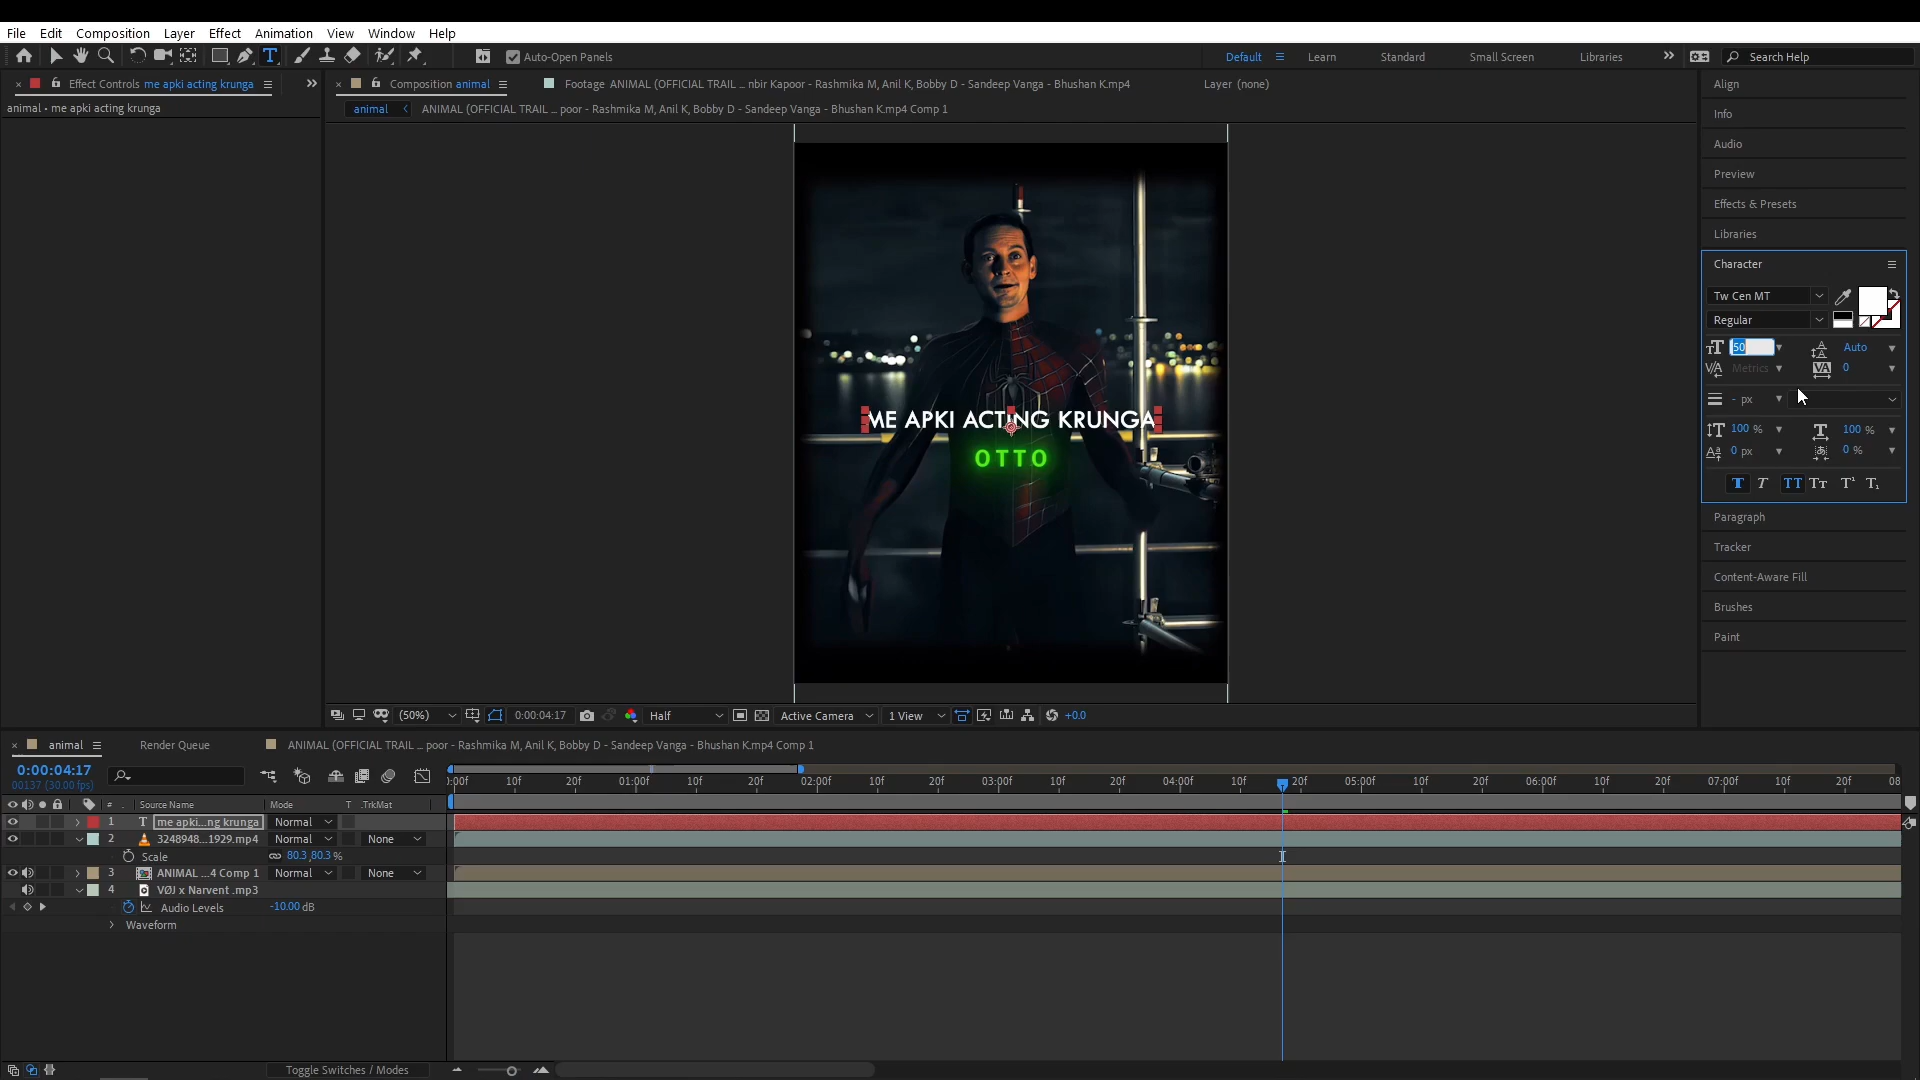 File Edit Composition Layer Effect Animation View Window Help
Auto-Open Panels Default Learn Standard Small Screen Libraries Search Help
Effect Controls me apki acting krunga
animal • me apki acting krunga
Composition animal Footage ANIMAL (OFFICIAL TRAIL ... nbir Kapoor - Rashmika M, Anil K, Bobby D - Sandeep Vanga - Bhushan K.mp4 Layer (none)
animal ANIMAL (OFFICIAL TRAIL ... poor - Rashmika M, Anil K, Bobby D - Sandeep Vanga - Bhushan K.mp4 Comp 1
ME APKI ACTING KRUNGA
OTTO
(50%) 0:00:04:17 Half Active Camera 1 View +0.0
Align
Info
Audio
Preview
Effects & Presets
Libraries
Character
Tw Cen MT
Regular
50 Auto
Metrics 0
- px
100 % 100 %
0 px 0 %
Paragraph
Tracker
Content-Aware Fill
Brushes
Paint
animal Render Queue ANIMAL (OFFICIAL TRAIL ... poor - Rashmika M, Anil K, Bobby D - Sandeep Vanga - Bhushan K.mp4 Comp 1
0:00:04:17
00137 (30.00 fps)
:00f 10f 20f 01:00f 10f 20f 02:00f 10f 20f 03:00f 10f 20f 04:00f 10f 20f 05:00f 10f 20f 06:00f 10f 20f 07:00f 10f 20f 08
# Source Name Mode T .TrkMat
1 T me apki...ng krunga Normal
2 3248948...1929.mp4 Normal None
Scale 80.3,80.3 %
3 ANIMAL ...4 Comp 1 Normal None
4 VØJ x Narvent .mp3
Audio Levels -10.00 dB
Waveform
Toggle Switches / Modes